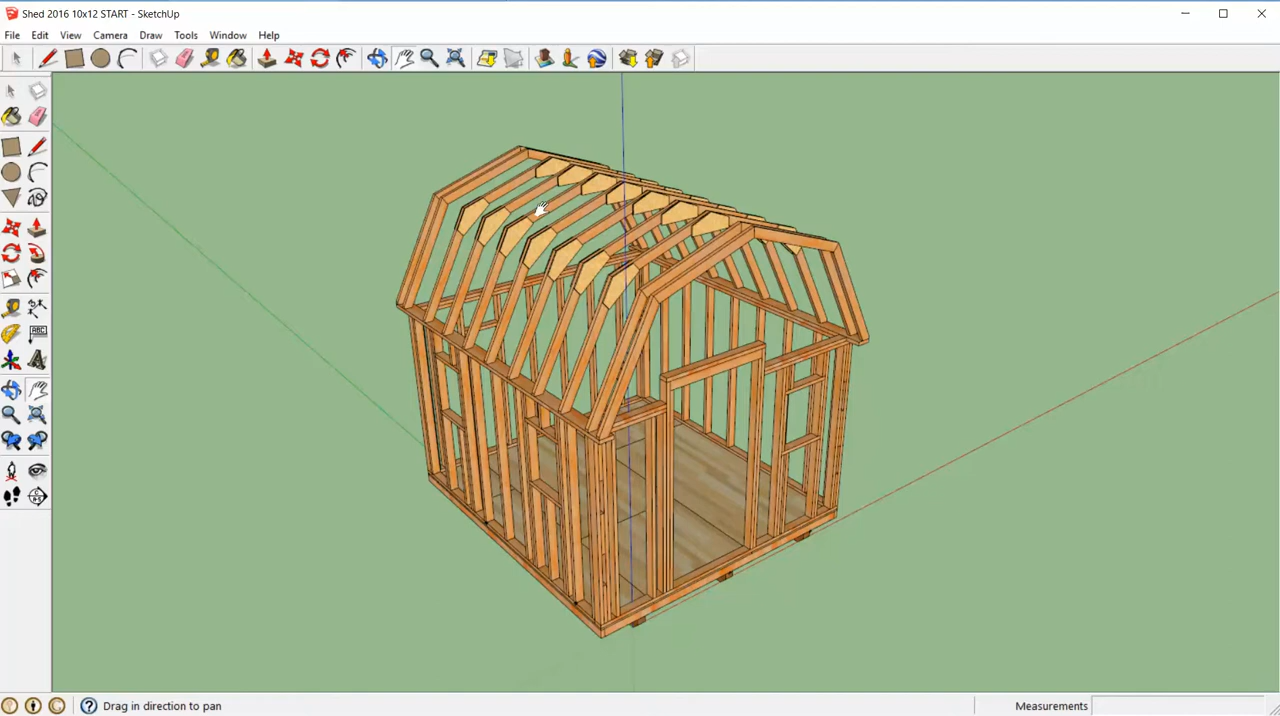 Shed 2016 10x12 START - SketchUp
File Edit View Camera Draw Tools Window Help
ABC
Drag in direction to pan
Measurements